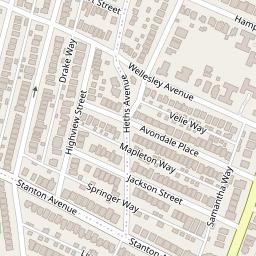 et Street
Hamp
Drake Way
Wellesley Avenue
Highview Street
Heths Avenue
Velie Way
Avondale Place
Mapleton Way
Jackson Street
Samantha Way
Springer Way
Stanton Avenue
Stanton A